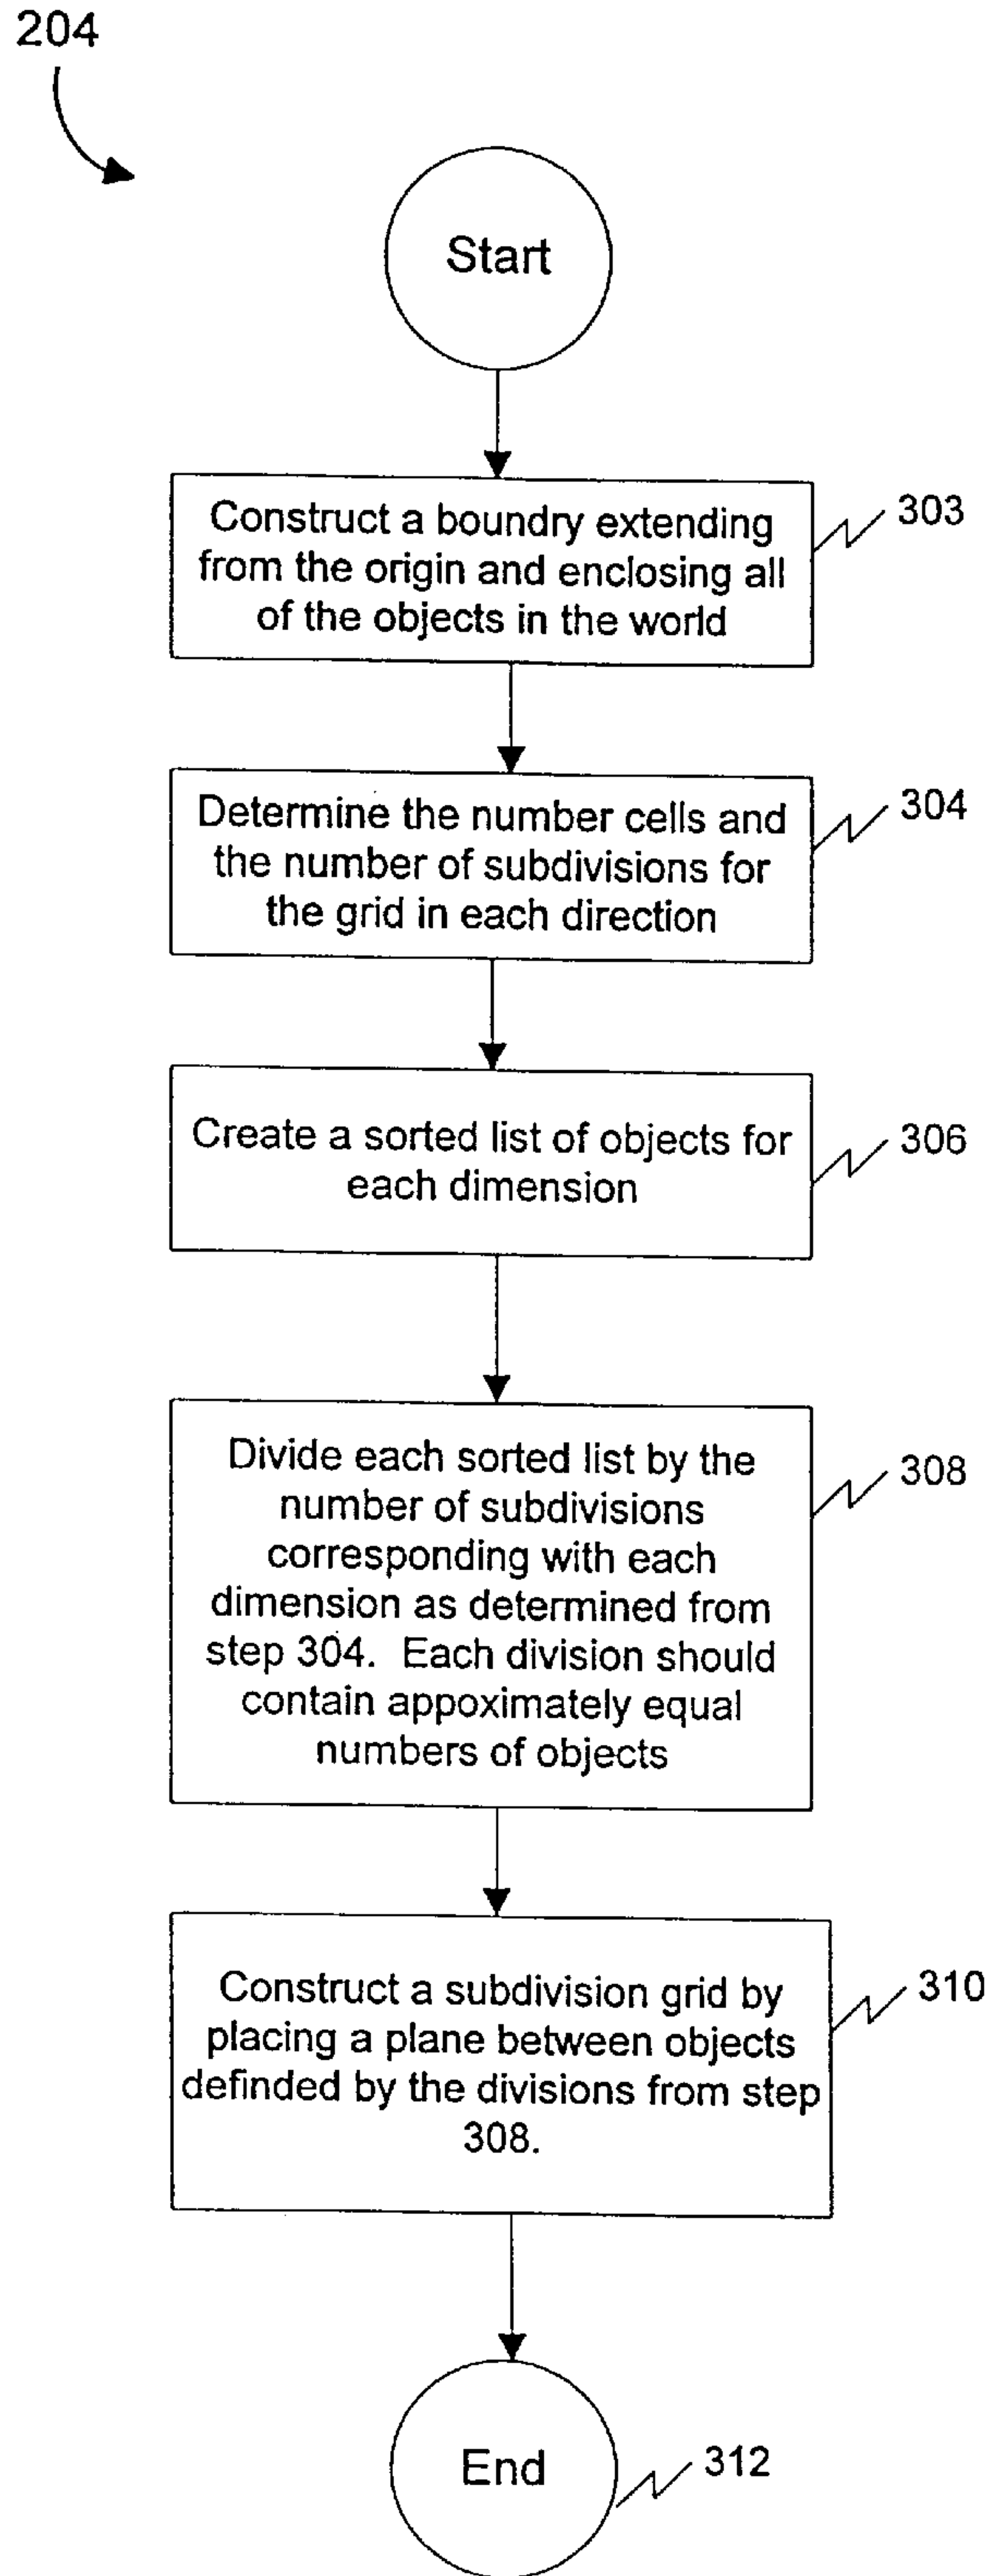 204
Start
Construct a boundry extending
from the origin and enclosing all
of the objects in the world
303
Determine the number cells and
the number of subdivisions for
the grid in each direction
304
Create a sorted list of objects for
each dimension
306
Divide each sorted list by the
number of subdivisions
corresponding with each
dimension as determined from
step 304. Each division should
contain appoximately equal
numbers of objects
308
Construct a subdivision grid by
placing a plane between objects
definded by the divisions from step
308.
310
End
312